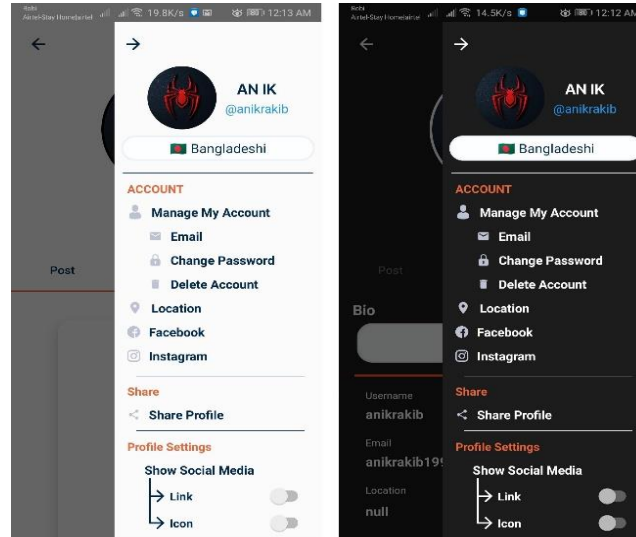 Robi
Airtel-Stay Home
19.8K/s
12:13 AM
AN IK
@anikrakib
Bangladeshi
ACCOUNT
Manage My Account
Email
Change Password
Delete Account
Location
Facebook
Instagram
Share
Share Profile
Profile Settings
Show Social Media
Link
Icon
Post
Robi
Airtel-Stay Home
14.5K/s
12:12 AM
AN IK
@anikrakib
Bangladeshi
ACCOUNT
Manage My Account
Email
Change Password
Delete Account
Location
Facebook
Instagram
Share
Share Profile
Profile Settings
Show Social Media
Link
Icon
Post
Bio
Username
anikrakib
Email
anikrakib199
Location
null